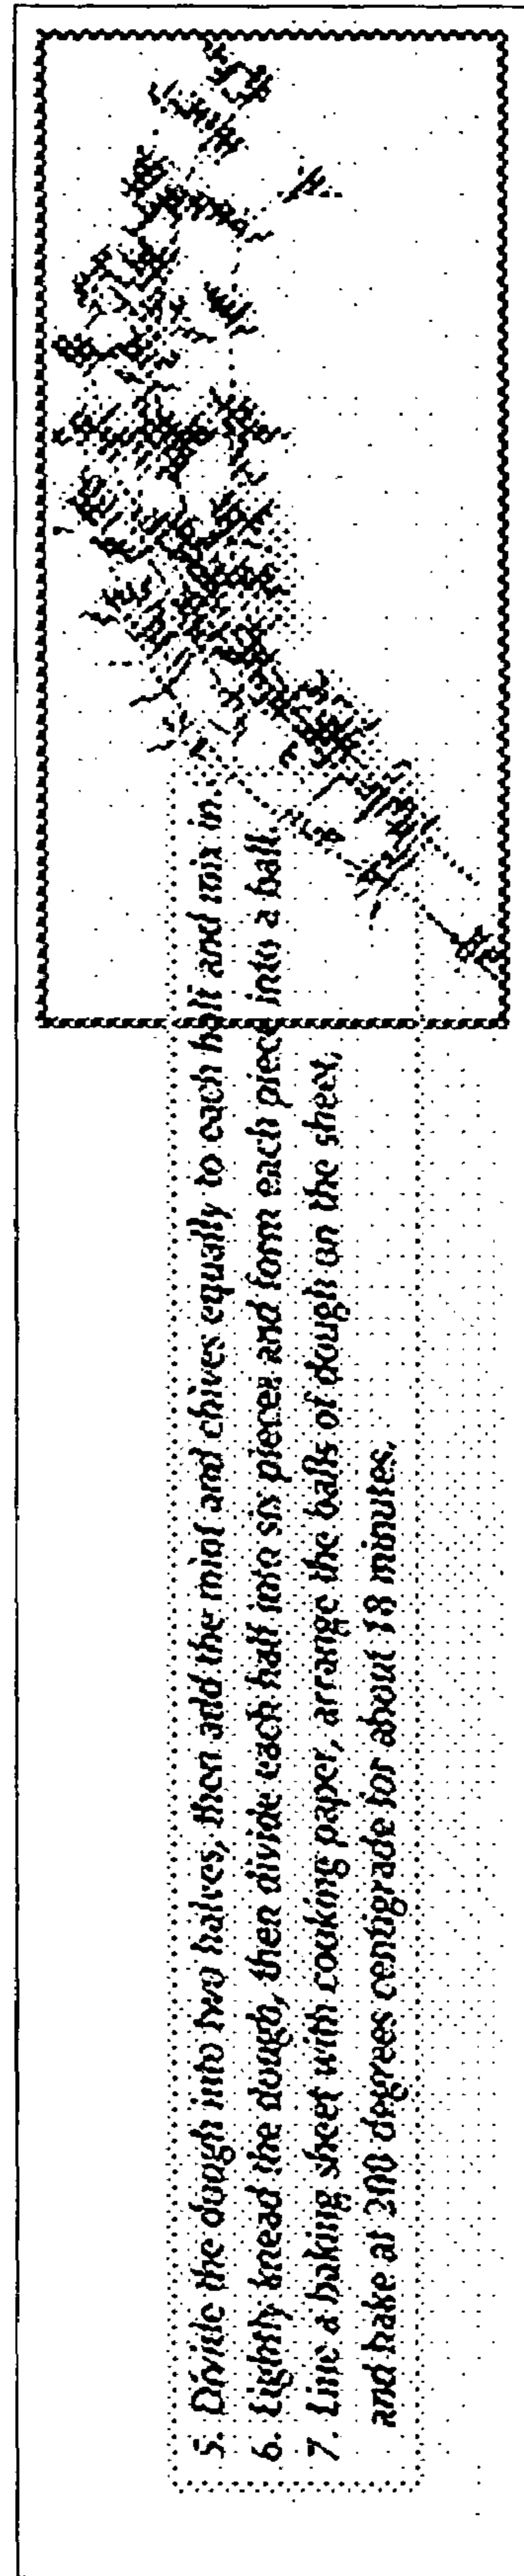 5. Divide the dough into two halves, then add the mint and chives equally to each half and mix in.
6. Lightly knead the dough, then divide each half into six pieces and form each piece into a ball.
7. Line a baking sheet with cooking paper, arrange the balls of dough on the sheet,
and bake at 200 degrees centigrade for about 18 minutes.